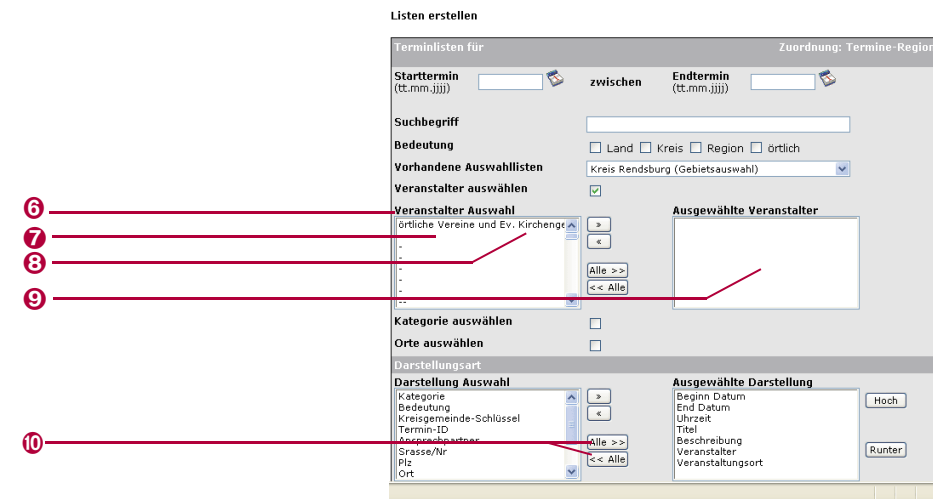 Listen erstellen
Terminlisten für Zuordnung: Termine-Region
Starttermin zwischen Endtermin
(tt.mm.jjjj) (tt.mm.jjjj)
Suchbegriff
Bedeutung Land Kreis Region örtlich
Vorhandene Auswahllisten Kreis Rendsburg (Gebietsauswahl)
Veranstalter auswählen
6 Veranstalter Auswahl Ausgewählte Veranstalter
örtliche Vereine und Ev. Kirchenge »
7 -
«
8 -
-
Alle >>
-
<< Alle
9 -
--
Kategorie auswählen
Orte auswählen
Darstellungsart
Darstellung Auswahl Ausgewählte Darstellung
Kategorie » Beginn Datum Hoch
Bedeutung End Datum
Kreisgemeinde-Schlüssel « Uhrzeit
Termin-ID Titel
10 Ansprechpartner Alle >> Beschreibung
Srasse/Nr Veranstalter Runter
Plz << Alle Veranstaltungsort
Ort